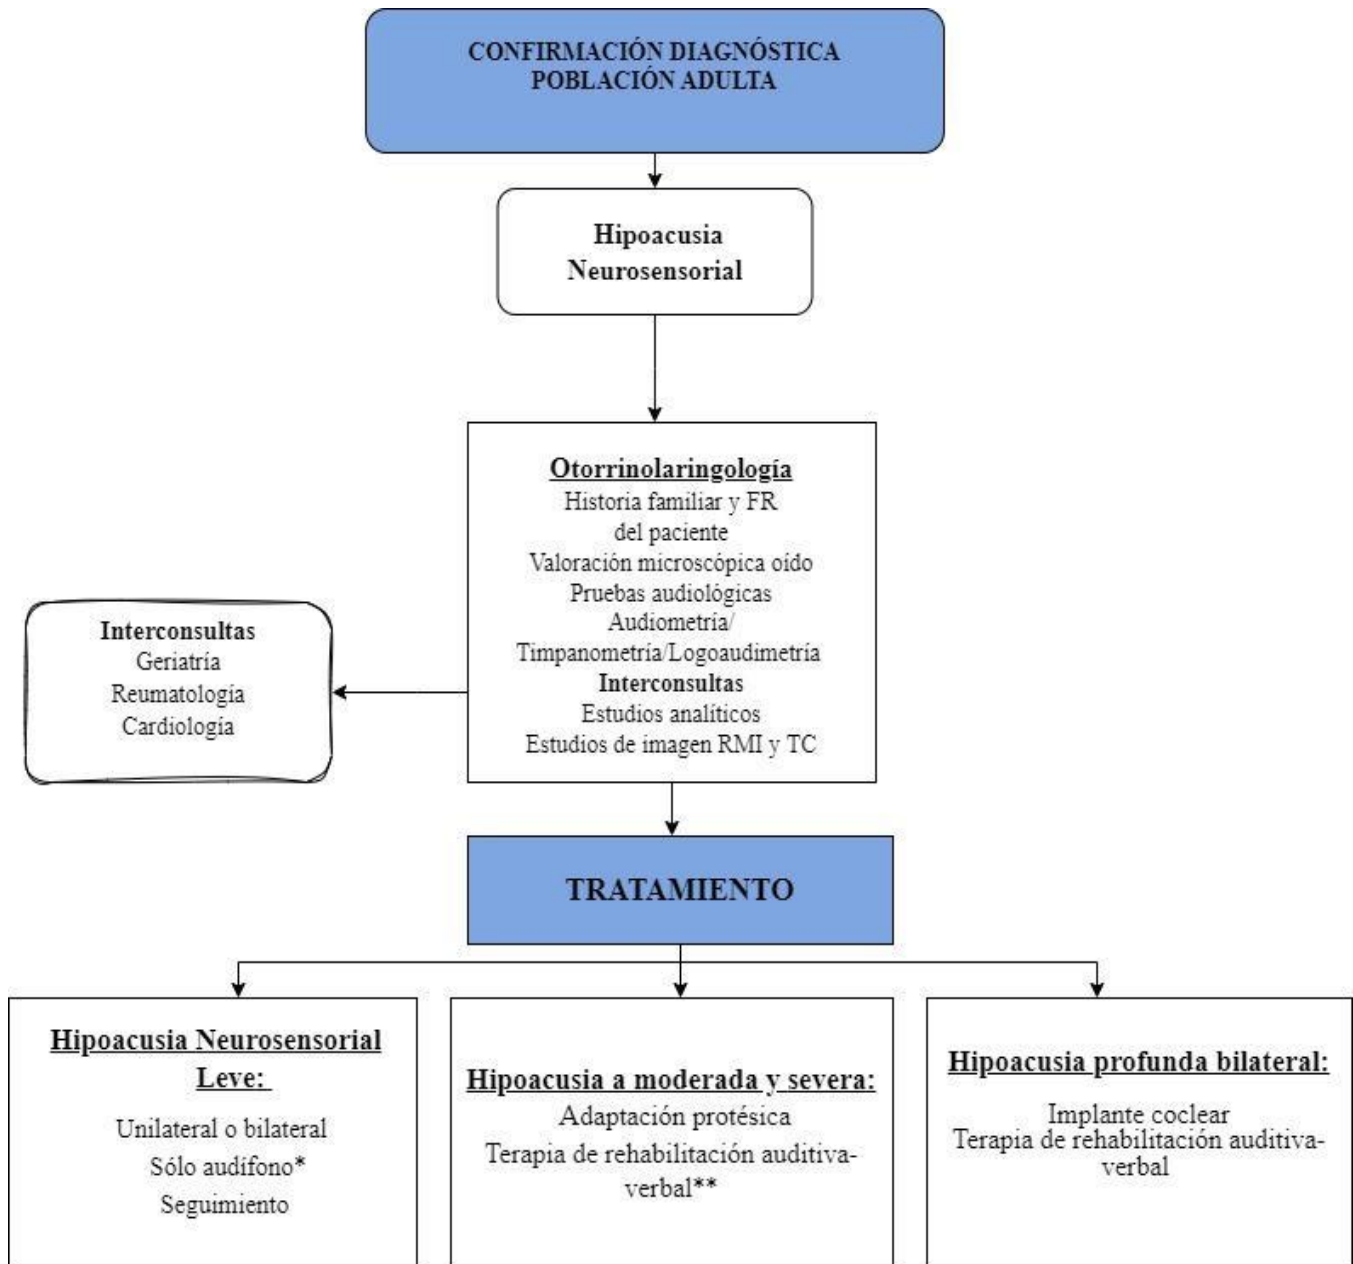 CONFIRMACIÓN DIAGNÓSTICA
POBLACIÓN ADULTA
Hipoacusia
Neurosensorial
Otorrinolaringología
Historia familiar y FR
del paciente
Valoración microscópica oído
Pruebas audiológicas
Audiometría/
Timpanometría/Logoaudimetría
Interconsultas
Estudios analíticos
Estudios de imagen RMI y TC
Interconsultas
Geriatría
Reumatología
Cardiología
TRATAMIENTO
Hipoacusia Neurosensorial
Leve:
Unilateral o bilateral
Sólo audífono*
Seguimiento
Hipoacusia a moderada y severa:
Adaptación protésica
Terapia de rehabilitación auditiva-
verbal**
Hipoacusia profunda bilateral:
Implante coclear
Terapia de rehabilitación auditiva-
verbal